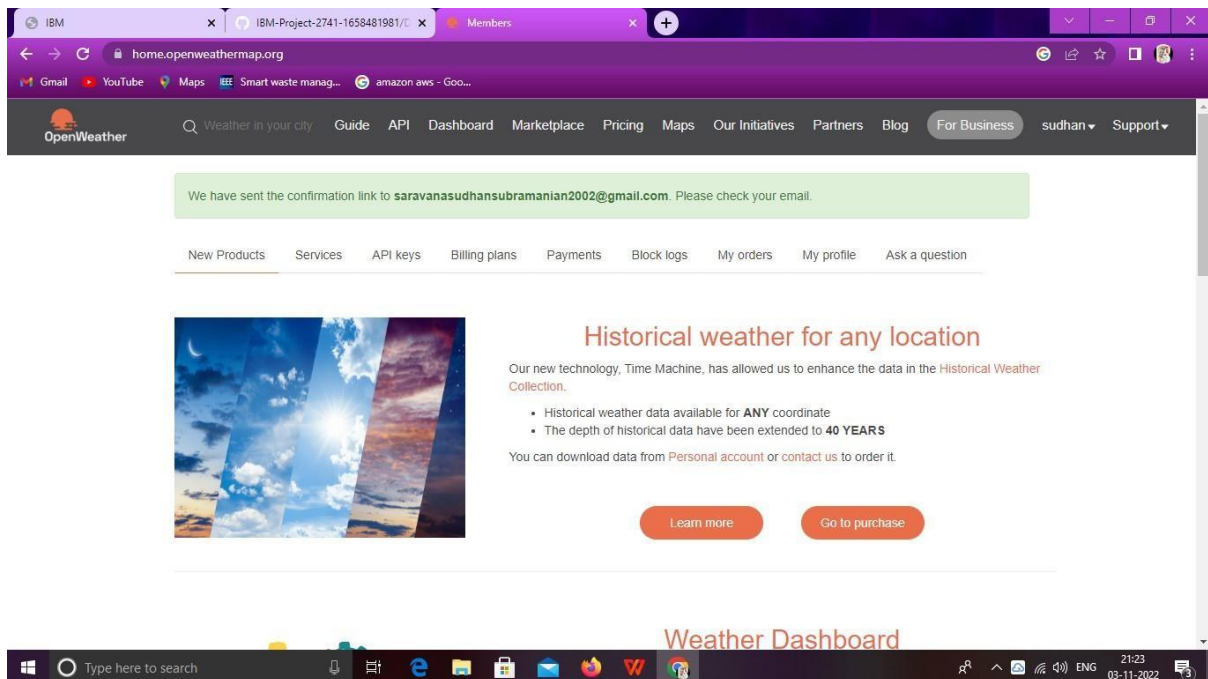 IBM
IBM-Project-2741-1658481981/D
Members
home.openweathermap.org
Gmail YouTube Maps Smart waste manag... amazon aws - Goo...
OpenWeather
Weather in your city Guide API Dashboard Marketplace Pricing Maps Our Initiatives Partners Blog For Business sudhan Support
We have sent the confirmation link to saravanasudhansubramanian2002@gmail.com. Please check your email.
New Products Services API keys Billing plans Payments Block logs My orders My profile Ask a question
Historical weather for any location
Our new technology, Time Machine, has allowed us to enhance the data in the Historical Weather
Collection.
• Historical weather data available for ANY coordinate
• The depth of historical data have been extended to 40 YEARS
You can download data from Personal account or contact us to order it.
Learn more Go to purchase
Weather Dashboard
Type here to search
ENG
21:23
03-11-2022
3